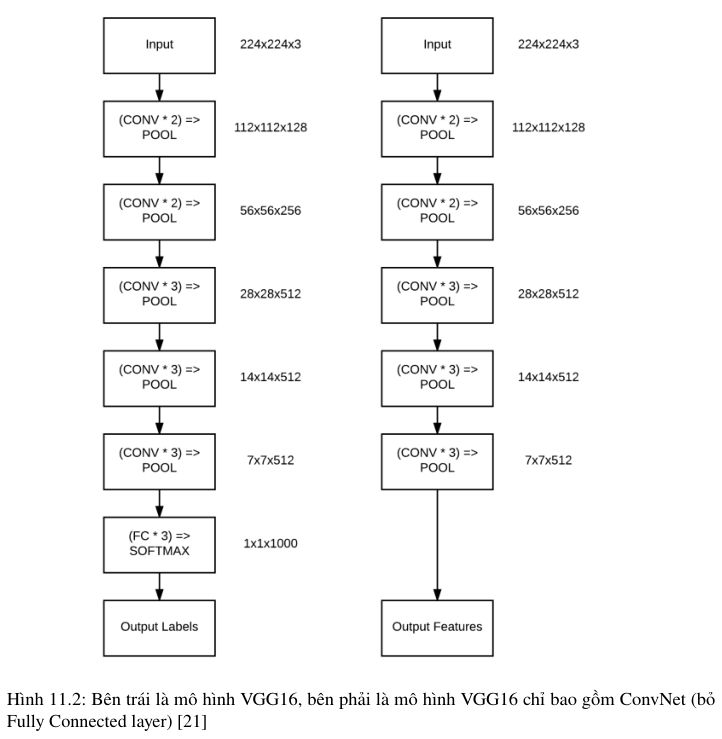 Input 224x224x3 Input 224x224x3
(CONV * 2) => (CONV * 2) =>
POOL 112x112x128 POOL 112x112x128
(CONV * 2) => (CONV * 2) =>
POOL 56x56x256 POOL 56x56x256
(CONV * 3) => (CONV * 3) =>
POOL 28x28x512 POOL 28x28x512
(CONV * 3) => (CONV * 3) =>
POOL 14x14x512 POOL 14x14x512
(CONV * 3) => (CONV * 3) =>
POOL 7x7x512 POOL 7x7x512
(FC * 3) =>
SOFTMAX 1x1x1000
Output Labels Output Features
Hình 11.2: Bên trái là mô hình VGG16, bên phải là mô hình VGG16 chỉ bao gồm ConvNet (bỏ
Fully Connected layer) [21]